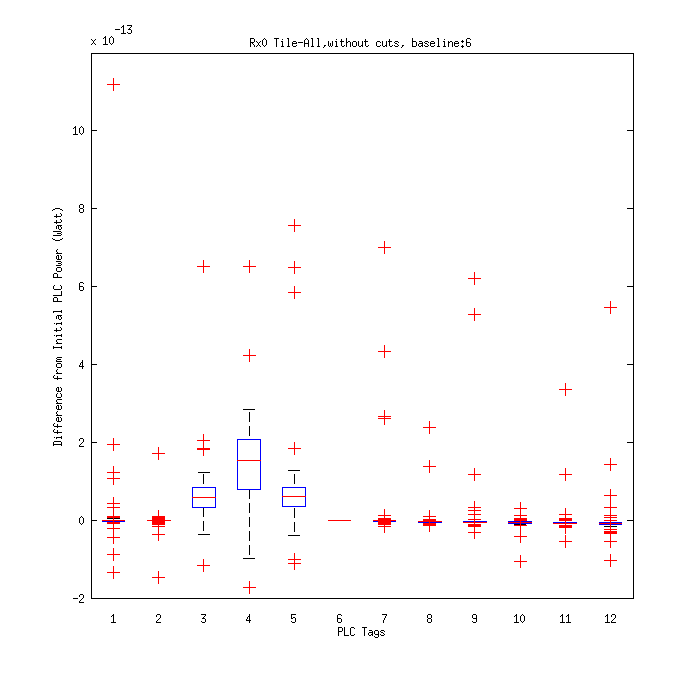 x 10^-13
Rx0 Tile-All,without cuts, baseline:6
Difference from Initial PLC Power (Watt)
10
8
6
4
2
0
-2
1 2 3 4 5 6 7 8 9 10 11 12
PLC Tags